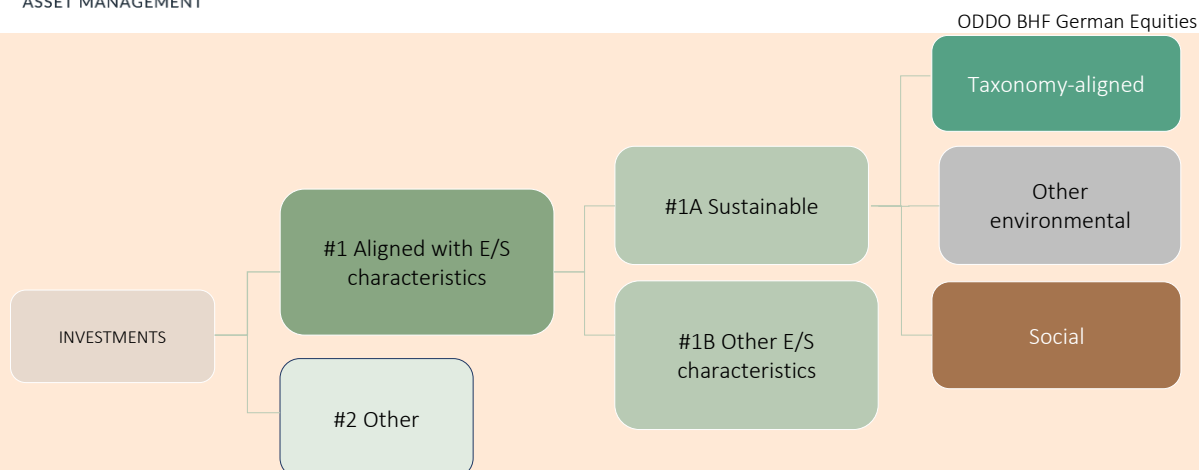 ASSET MANAGEMENT
ODDO BHF German Equities
Taxonomy-aligned
#1A Sustainable
Other
environmental
#1 Aligned with E/S
characteristics
INVESTMENTS
#1B Other E/S
characteristics
Social
#2 Other